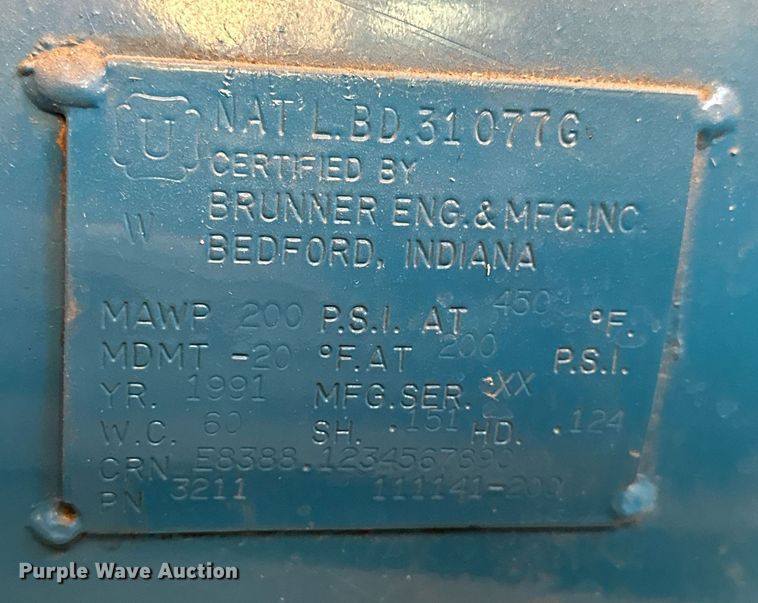 U NAT'L.BD.31077G
CERTIFIED BY
W BRUNNER ENG.& MFG.INC.
BEDFORD, INDIANA
MAWP 200 P.S.I. AT 450 °F.
MDMT -20 °F.AT 200 P.S.I.
YR. 1991 MFG.SER. XX
W.C. 60 SH. .151 HD. .124
CRN E8388.1234567890
PN 3211 111141-200
Purple Wave Auction